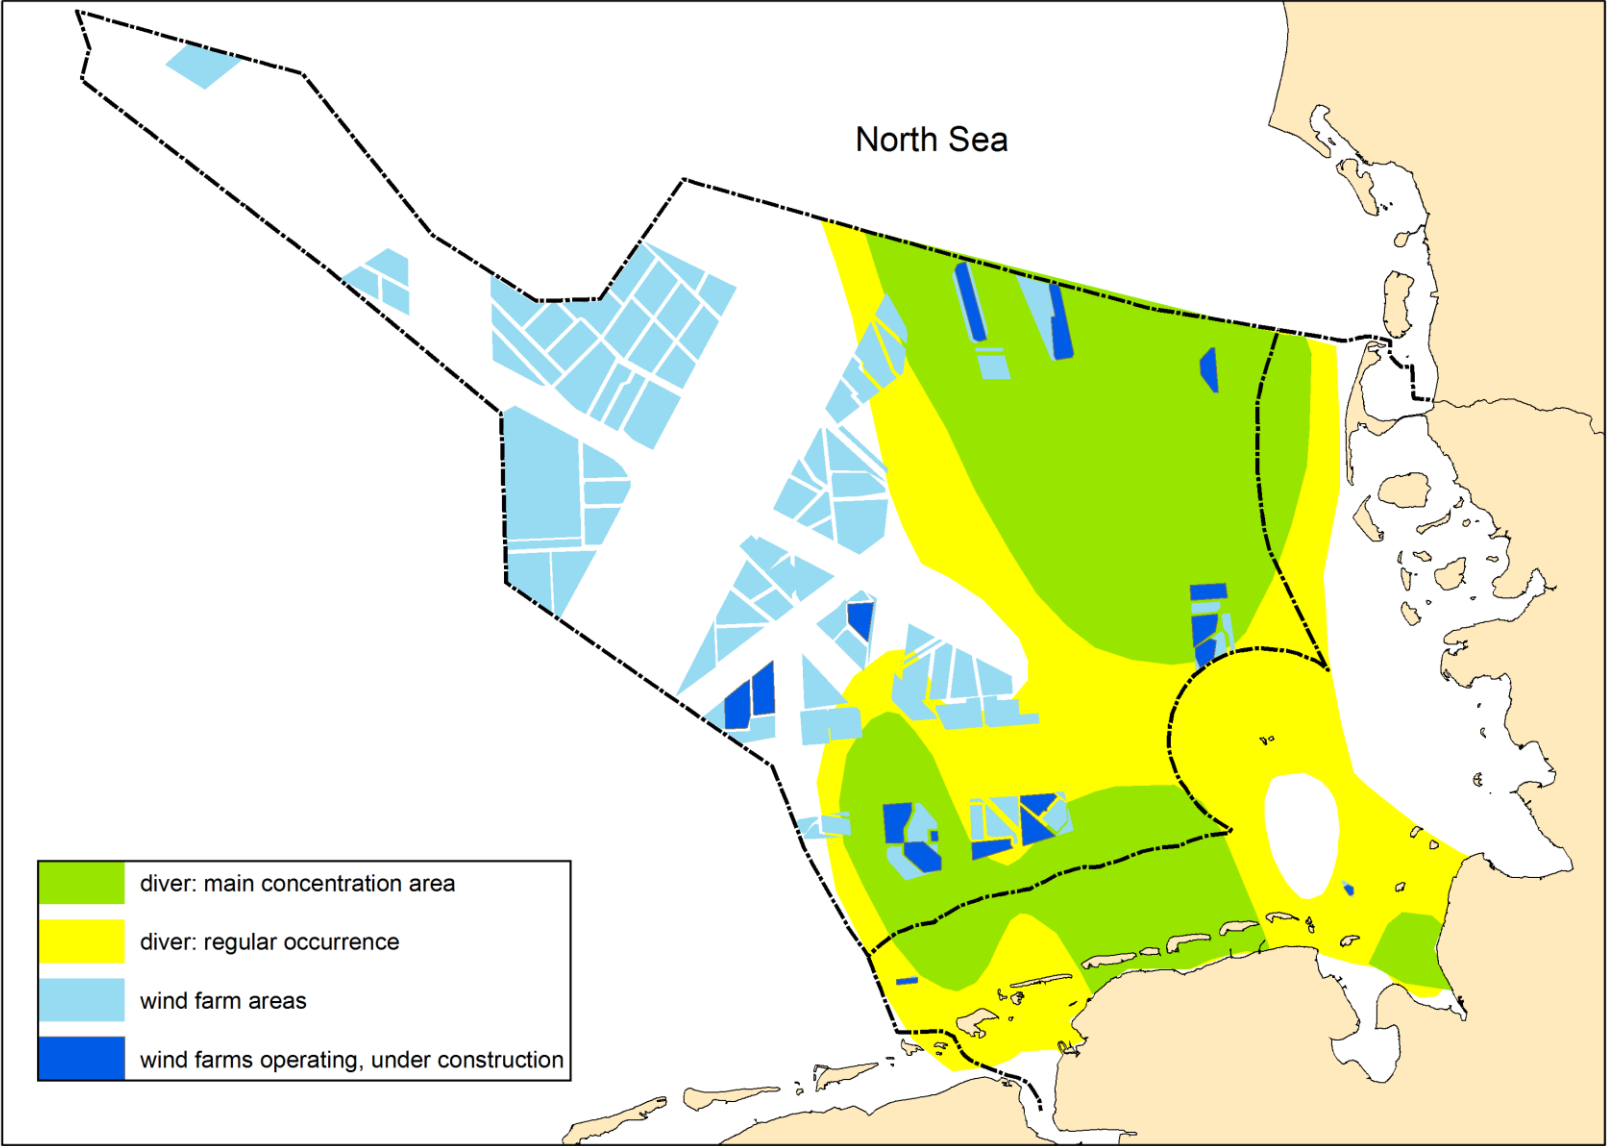 North Sea
diver: main concentration area
diver: regular occurrence
wind farm areas
wind farms operating, under construction